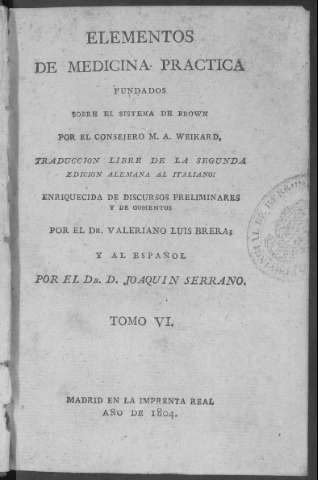 ELEMENTOS
DE MEDICINA PRACTICA
FUNDADOS
SOBRE EL SISTEMA DE BROWN
POR EL CONSEJERO M. A. WEIKARD,
TRADUCCION LIBRE DE LA SEGUNDA
EDICION ALEMANA AL ITALIANO:
ENRIQUECIDA DE DISCURSOS PRELIMINARES
Y DE COMENTOS
POR EL DR. VALERIANO LUIS BRERA;
Y AL ESPAÑOL
POR EL DR. D. JOAQUIN SERRANO.
TOMO VI.
MADRID EN LA IMPRENTA REAL
AÑO DE 1804.